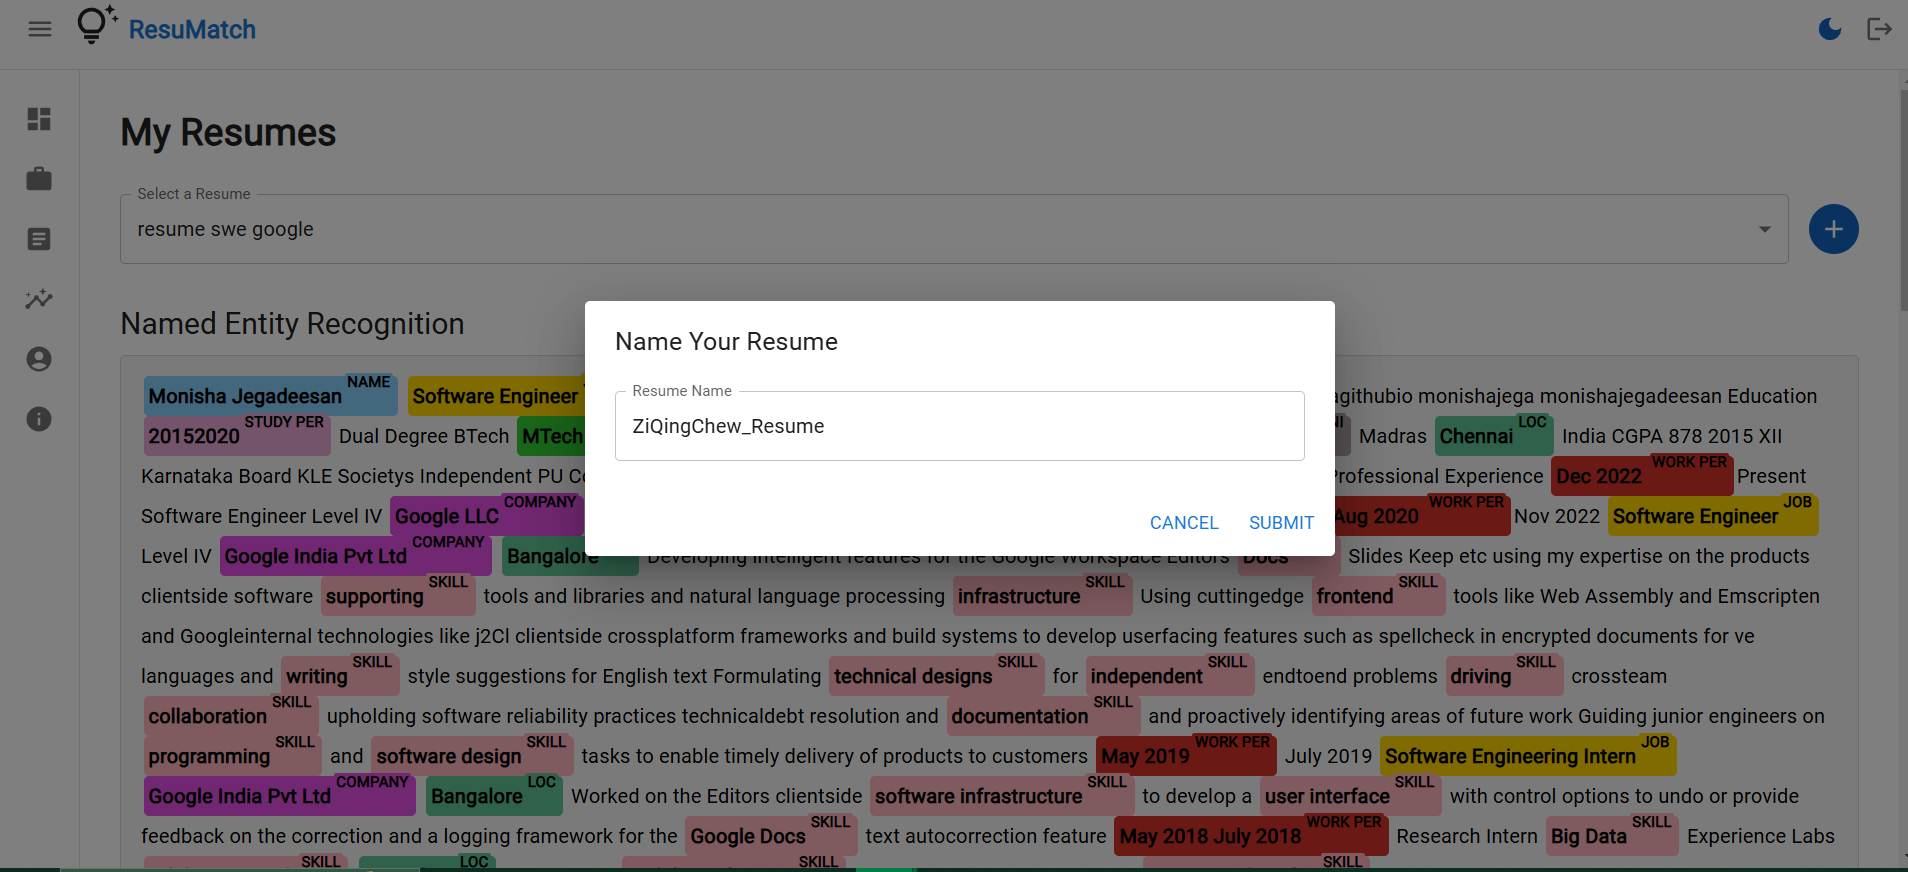 ResuMatch
My Resumes
Select a Resume
resume swe google
Named Entity Recognition
Name Your Resume
Resume Name
ZiQingChew_Resume
CANCEL SUBMIT
Monisha Jegadeesan NAME Software Engineer agithubio monishajega monishajegadeesan Education
20152020 STUDY PER Dual Degree BTech MTech NI Madras Chennai LOC India CGPA 878 2015 XII
Karnataka Board KLE Societys Independent PU Professional Experience Dec 2022 WORK PER Present
Software Engineer Level IV Google LLC COMPANY Aug 2020 WORK PER Nov 2022 Software Engineer JOB
Level IV Google India Pvt Ltd COMPANY Bangalore Developing intelligent features for the Google Workspace Editors Docs Slides Keep etc using my expertise on the products
clientside software supporting SKILL tools and libraries and natural language processing infrastructure SKILL Using cuttingedge frontend SKILL tools like Web Assembly and Emscripten
and Googleinternal technologies like j2Cl clientside crossplatform frameworks and build systems to develop userfacing features such as spellcheck in encrypted documents for ve
languages and writing SKILL style suggestions for English text Formulating technical designs SKILL for independent SKILL endtoend problems driving SKILL crossteam
collaboration SKILL upholding software reliability practices technicaldebt resolution and documentation SKILL and proactively identifying areas of future work Guiding junior engineers on
programming SKILL and software design SKILL tasks to enable timely delivery of products to customers May 2019 WORK PER July 2019 Software Engineering Intern JOB
Google India Pvt Ltd COMPANY Bangalore LOC Worked on the Editors clientside software infrastructure SKILL to develop a user interface SKILL with control options to undo or provide
feedback on the correction and a logging framework for the Google Docs SKILL text autocorrection feature May 2018 July 2018 WORK PER Research Intern Big Data SKILL Experience Labs
SKILL LOC SKILL SKILL